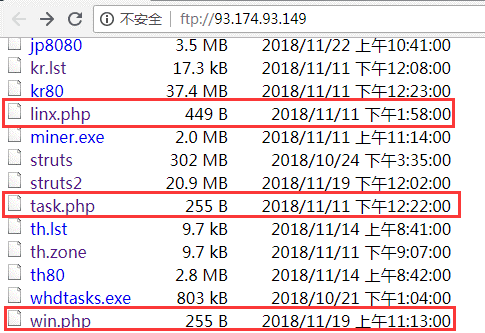 不安全 | ftp://93.174.93.149
jp8080 3.5 MB 2018/11/22 上午10:41:00
kr.lst 17.3 kB 2018/11/11 下午12:08:00
kr80 37.4 MB 2018/11/11 下午12:23:00
linx.php 449 B 2018/11/11 下午1:58:00
miner.exe 2.0 MB 2018/11/11 上午11:14:00
struts 302 MB 2018/10/24 下午3:35:00
struts2 20.9 MB 2018/11/19 下午12:02:00
task.php 255 B 2018/11/11 下午12:22:00
th.lst 9.7 kB 2018/11/14 上午8:41:00
th.zone 9.7 kB 2018/11/11 下午9:07:00
th80 2.8 MB 2018/11/14 上午8:42:00
whdtasks.exe 803 kB 2018/10/21 下午1:04:00
win.php 255 B 2018/11/19 上午11:13:00